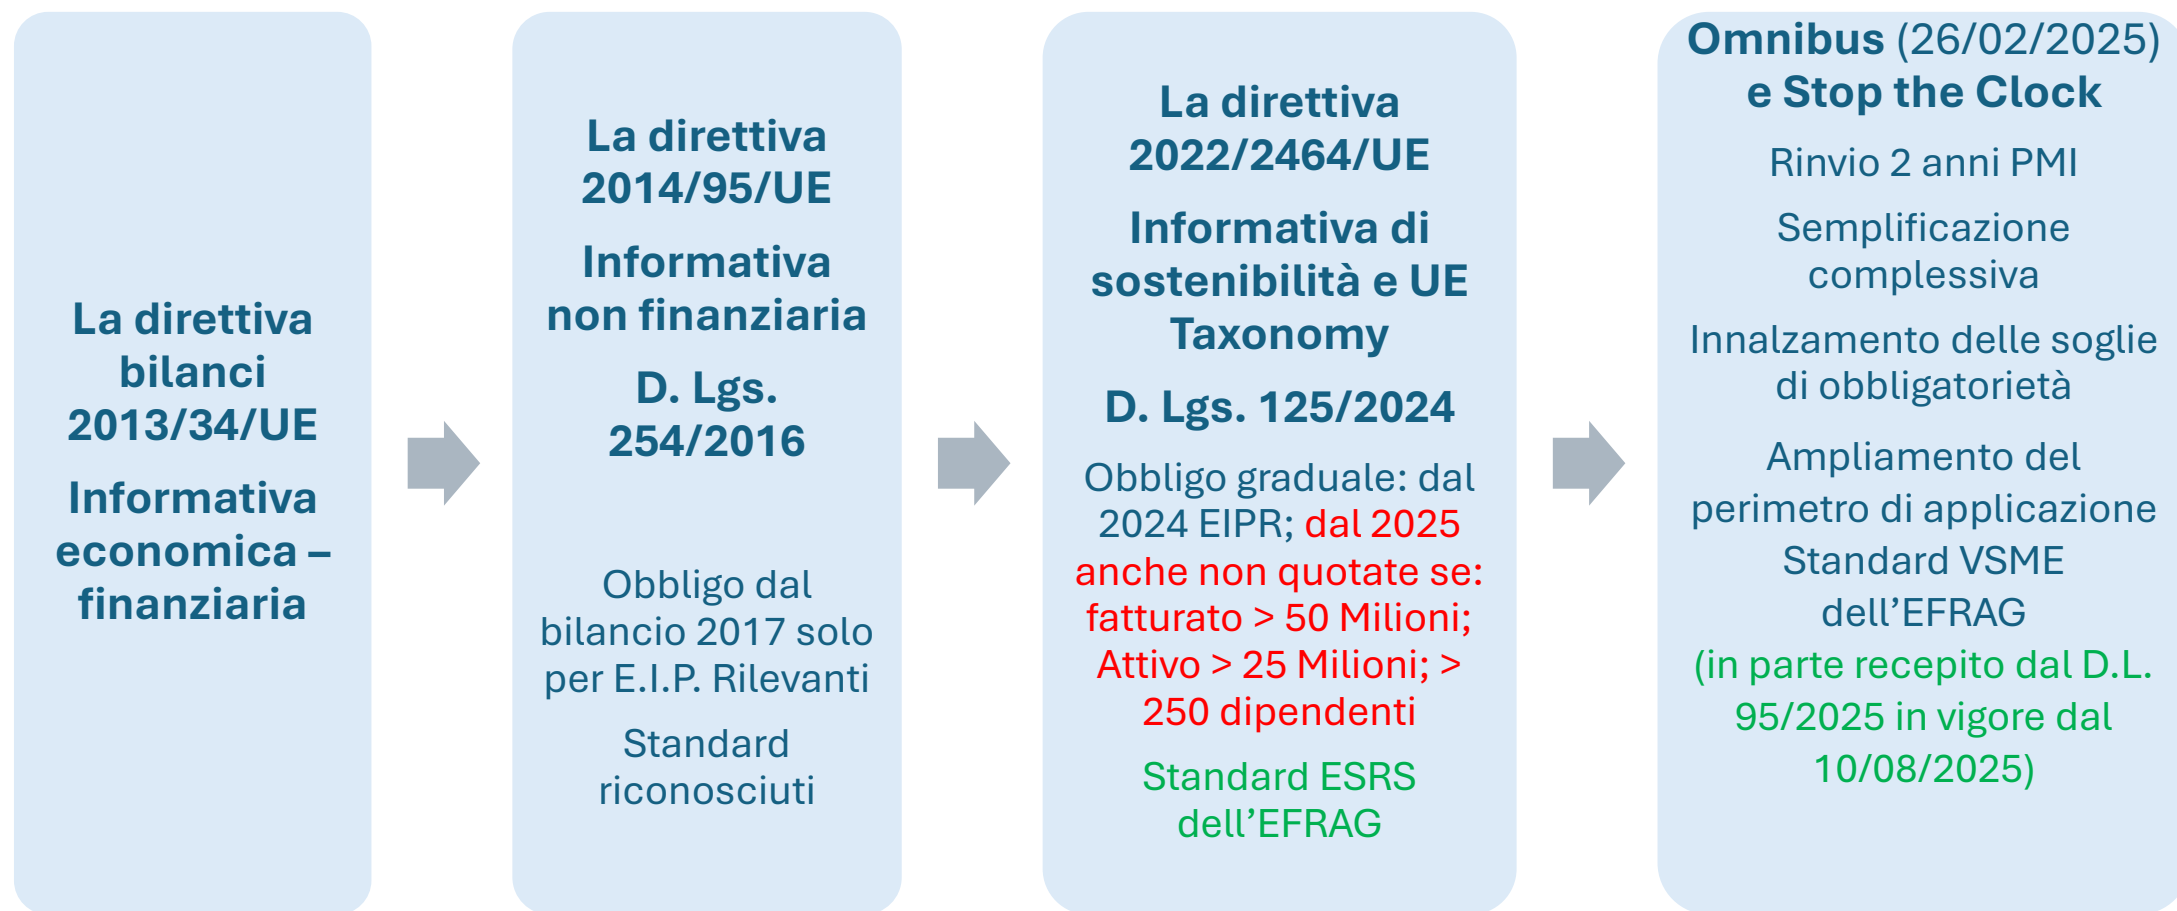 La direttiva
bilanci
2013/34/UE
Informativa
economica –
finanziaria
La direttiva
2014/95/UE
Informativa
non finanziaria
D. Lgs.
254/2016
Obbligo dal
bilancio 2017 solo
per E.I.P. Rilevanti
Standard
riconosciuti
La direttiva
2022/2464/UE
Informativa di
sostenibilità e UE
Taxonomy
D. Lgs. 125/2024
Obbligo graduale: dal
2024 EIPR; dal 2025
anche non quotate se:
fatturato > 50 Milioni;
Attivo > 25 Milioni; >
250 dipendenti
Standard ESRS
dell’EFRAG
Omnibus (26/02/2025)
e Stop the Clock
Rinvio 2 anni PMI
Semplificazione
complessiva
Innalzamento delle soglie
di obbligatorietà
Ampliamento del
perimetro di applicazione
Standard VSME
dell’EFRAG
(in parte recepito dal D.L.
95/2025 in vigore dal
10/08/2025)